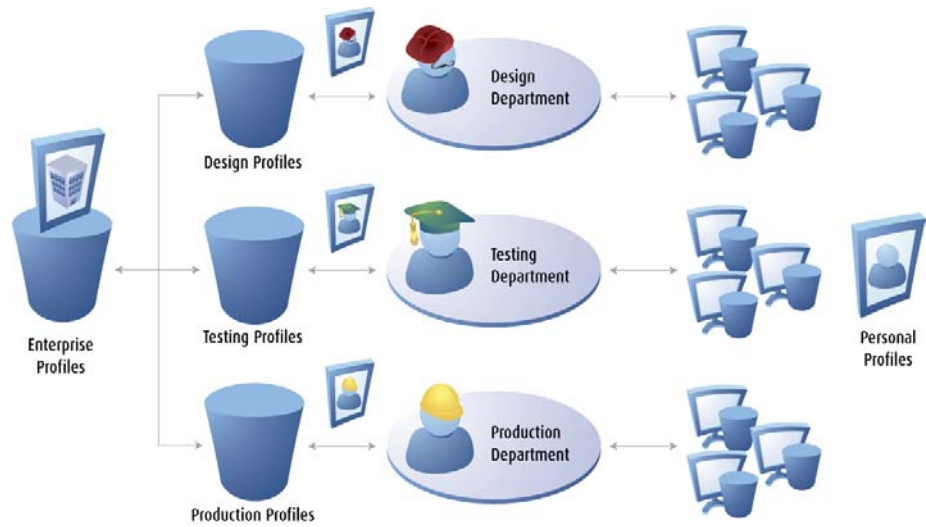 Design
Department
Design Profiles
Testing
Department
Testing Profiles
Enterprise
Profiles
Personal
Profiles
Production
Department
Production Profiles